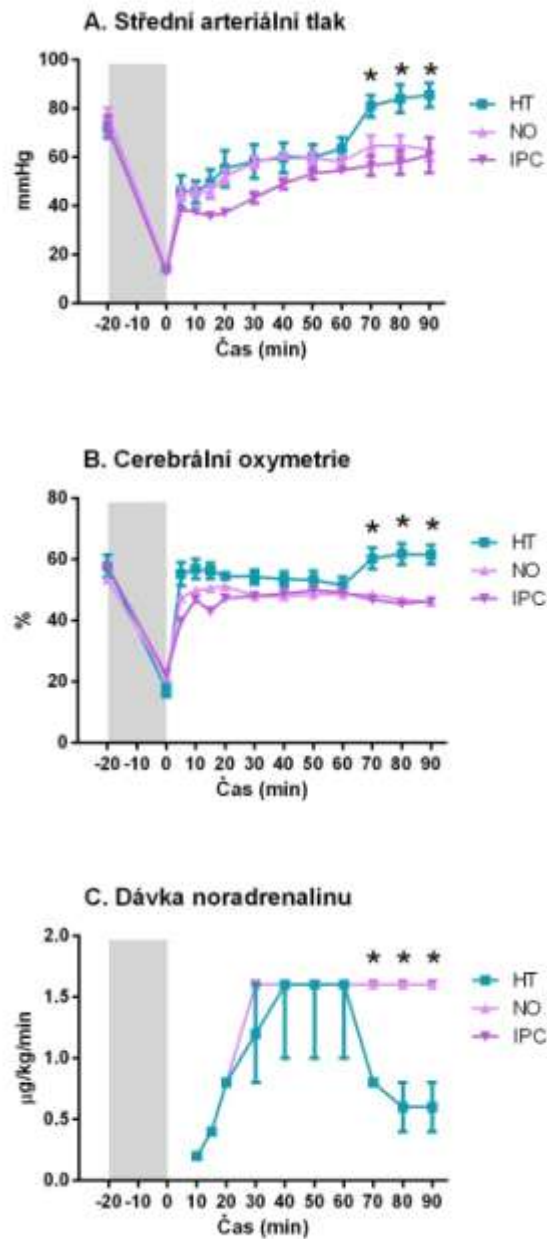 A. Střední arteriální tlak
100
80
60
40
20
0
mmHg
* * *
HT
NO
IPC
-20 -10 0 10 20 30 40 50 60 70 80 90
Čas (min)
B. Cerebrální oxymetrie
80
60
40
20
0
%
* * *
HT
NO
IPC
-20 -10 0 10 20 30 40 50 60 70 80 90
Čas (min)
C. Dávka noradrenalinu
2.0
1.5
1.0
0.5
0.0
µg/kg/min
* * *
HT
NO
IPC
-20 -10 0 10 20 30 40 50 60 70 80 90
Čas (min)